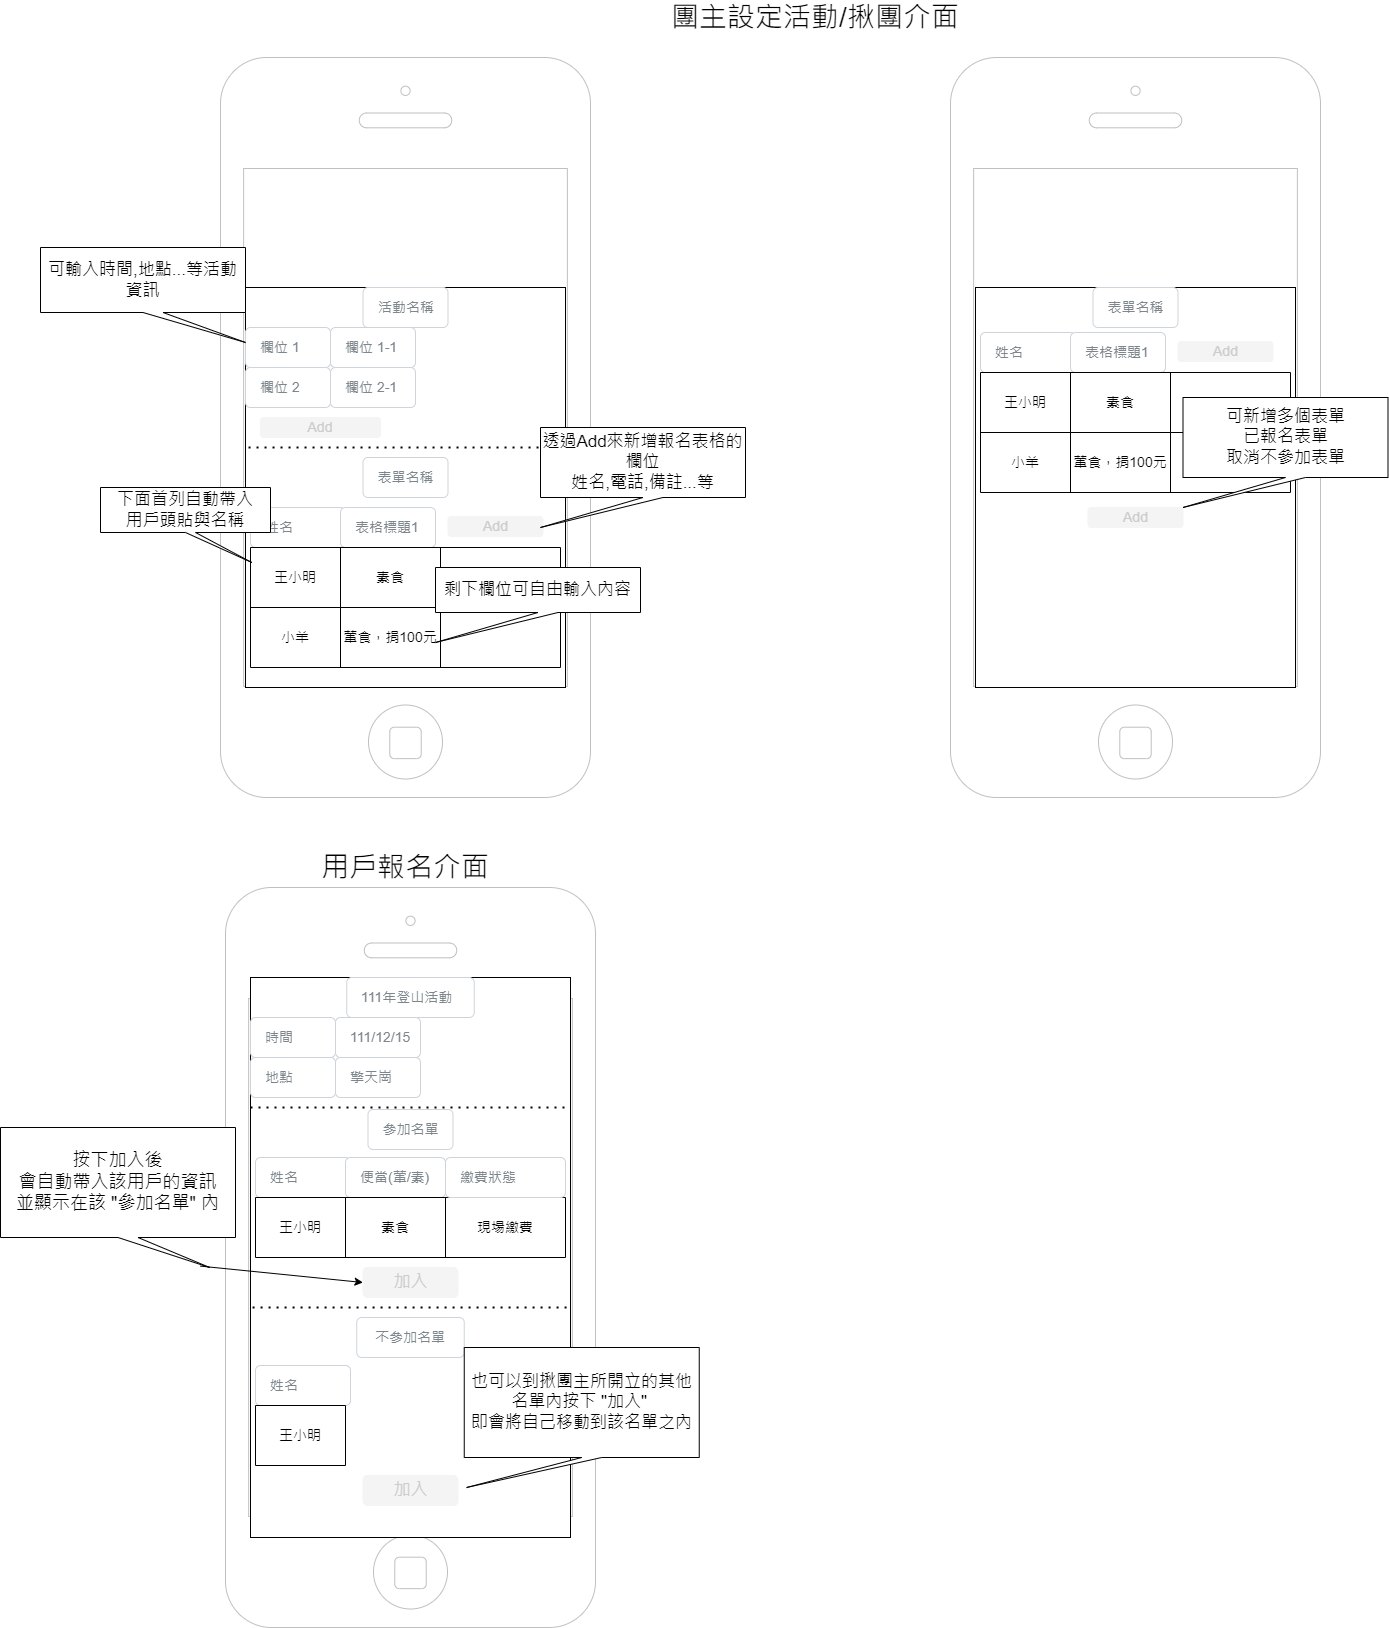 團主設定活動/揪團介面
可輸入時間,地點...等活動
資訊
活動名稱
欄位 1
欄位 1-1
欄位 2
欄位 2-1
Add
透過Add來新增報名表格的
欄位
姓名,電話,備註...等
表單名稱
下面首列自動帶入
用戶頭貼與名稱
姓名
表格標題1
Add
王小明
素食
剩下欄位可自由輸入內容
小羊
葷食，捐100元
表單名稱
姓名
表格標題1
Add
王小明
素食
可新增多個表單
已報名表單
取消不參加表單
小羊
葷食，捐100元
Add
用戶報名介面
111年登山活動
時間
111/12/15
地點
擎天崗
參加名單
按下加入後
會自動帶入該用戶的資訊
並顯示在該 "參加名單" 內
姓名
便當(葷/素)
繳費狀態
王小明
素食
現場繳費
加入
不參加名單
姓名
王小明
也可以到揪團主所開立的其他
名單內按下 "加入"
即會將自己移動到該名單之內
加入